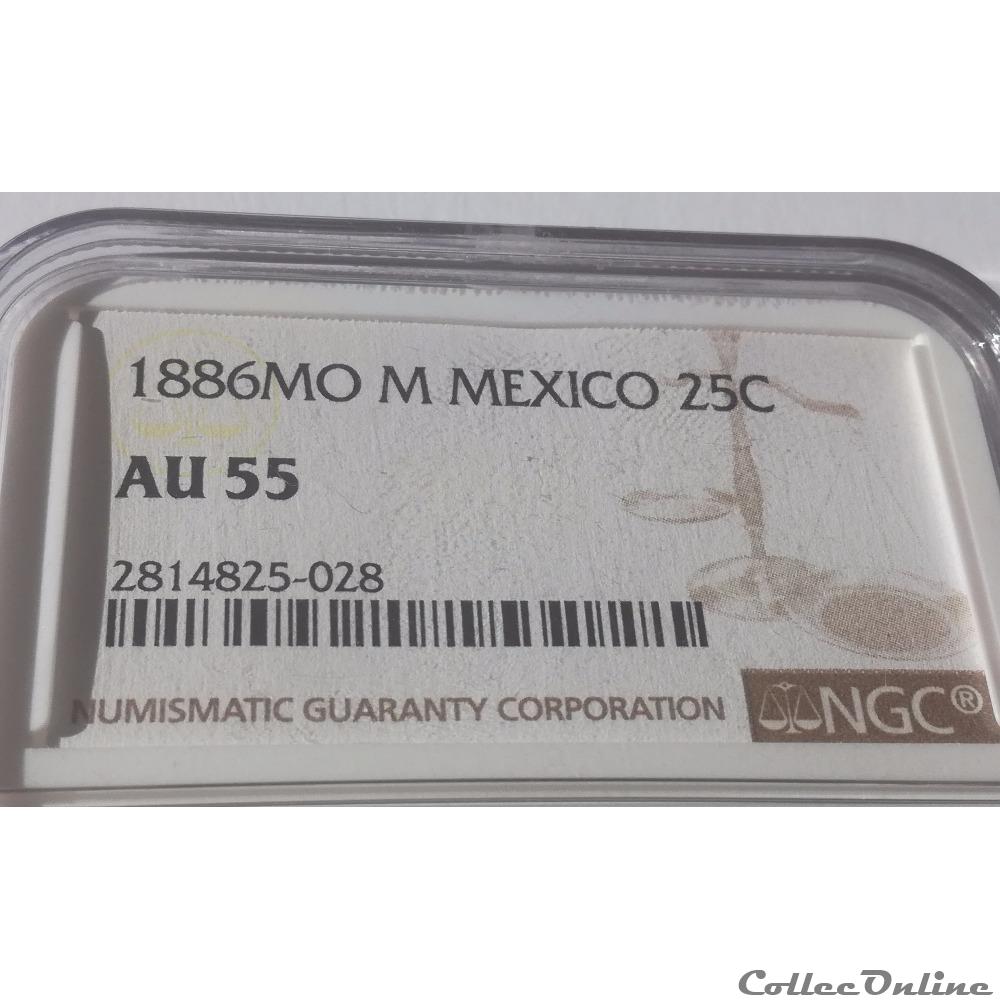 1886MO M MEXICO 25C
AU 55
2814825-028
NUMISMATIC GUARANTY CORPORATION
NGC®
CollecOnline